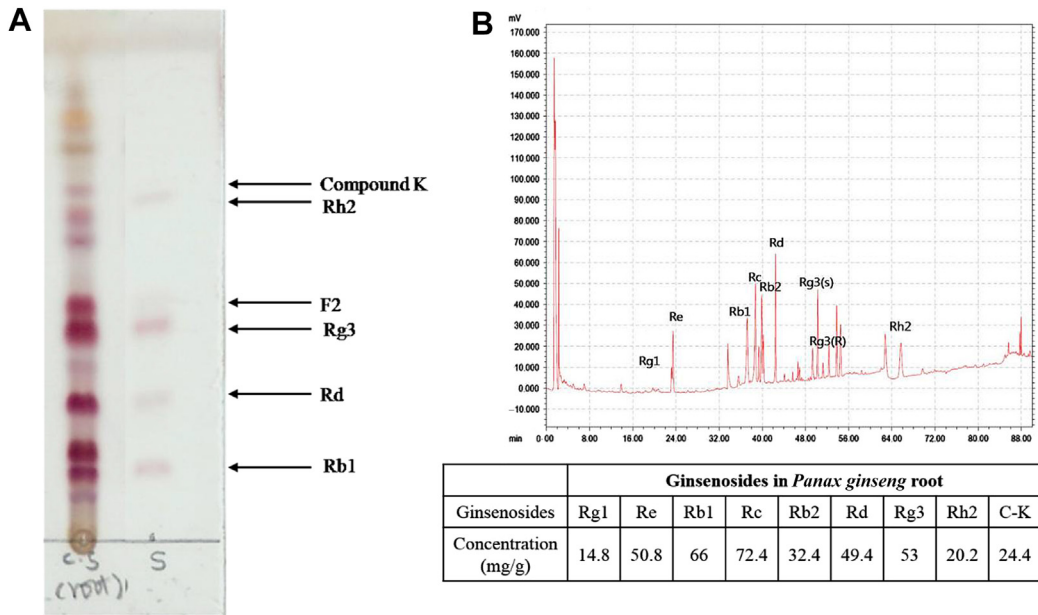 A
Compound K
Rh2
F2
Rg3
Rd
Rb1
C.S
(root)
S
B
mV
170.000
160.000
150.000
140.000
130.000
120.000
110.000
100.000
90.000
80.000
70.000
60.000
50.000
40.000
30.000
20.000
10.000
0.000
-10.000
Rd
Rc
Rb2
Rg3(s)
Re
Rb1
Rg3(R)
Rh2
Rg1
min 0.00 8.00 16.00 24.00 32.00 40.00 48.00 56.00 64.00 72.00 80.00 88.00
Ginsenosides in Panax ginseng root
Ginsenosides Rg1 Re Rb1 Rc Rb2 Rd Rg3 Rh2 C-K
Concentration
(mg/g) 14.8 50.8 66 72.4 32.4 49.4 53 20.2 24.4